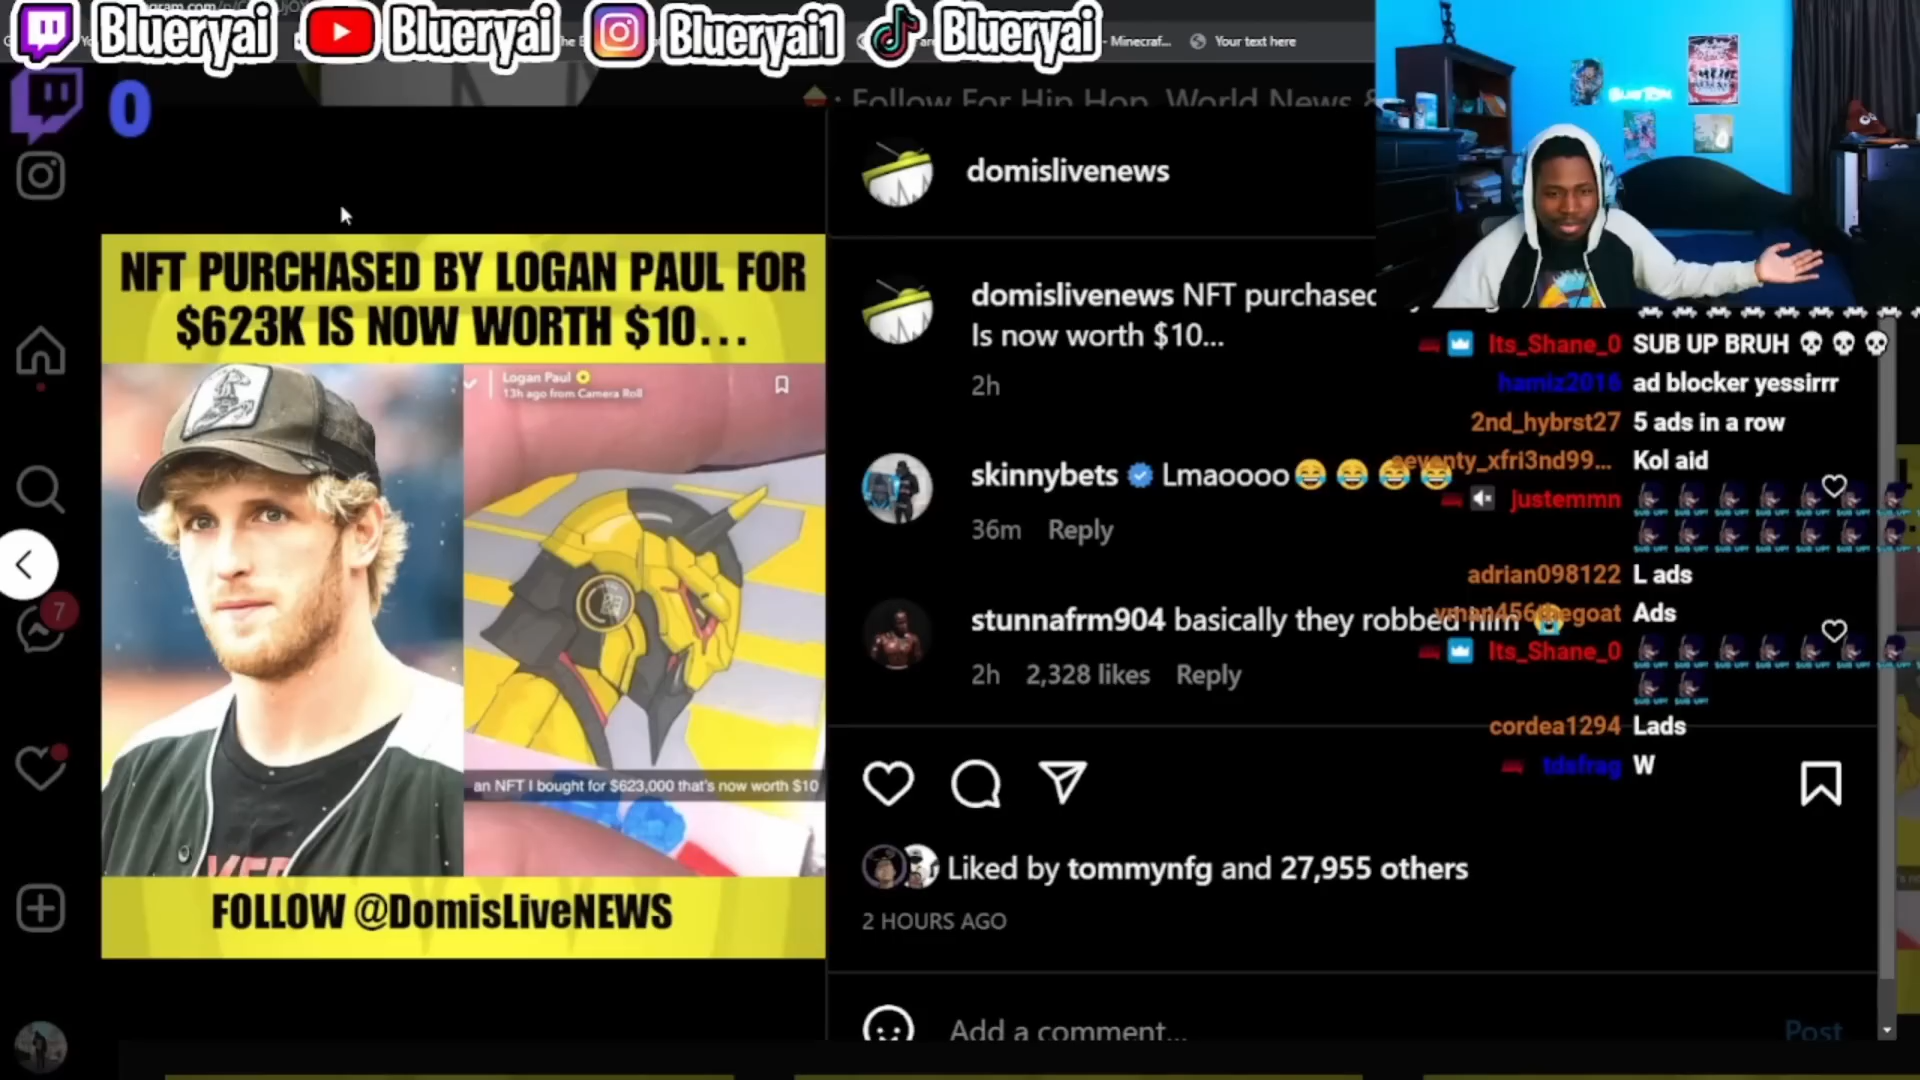 Blueryai
Blueryai
Blueryai1
Blueryai
- Minecraf...
Your text here
0
: Follow For Hip Hop, World News &
domislivenews
NFT PURCHASED BY LOGAN PAUL FOR
$623K IS NOW WORTH $10...
Logan Paul
13h ago from Camera Roll
an NFT I bought for $623,000 that's now worth $10
FOLLOW @DomisLiveNEWS
7
domislivenews NFT purchased
Is now worth $10...
2h
skinnybets Lmaoooo😂😂😂😂
36m Reply
stunnafrm904 basically they robbed him 😭
2h 2,328 likes Reply
Liked by tommynfg and 27,955 others
2 HOURS AGO
Add a comment...
Post
Its_Shane_0 SUB UP BRUH 💀💀💀
hamiz2016 ad blocker yessirrr
2nd_hybrst27 5 ads in a row
seventy_xfri3nd99... Kol aid
Justemmn
adrian098122 L ads
Ads
Its_Shane_0
cordea1294 Lads
tdsfrag W